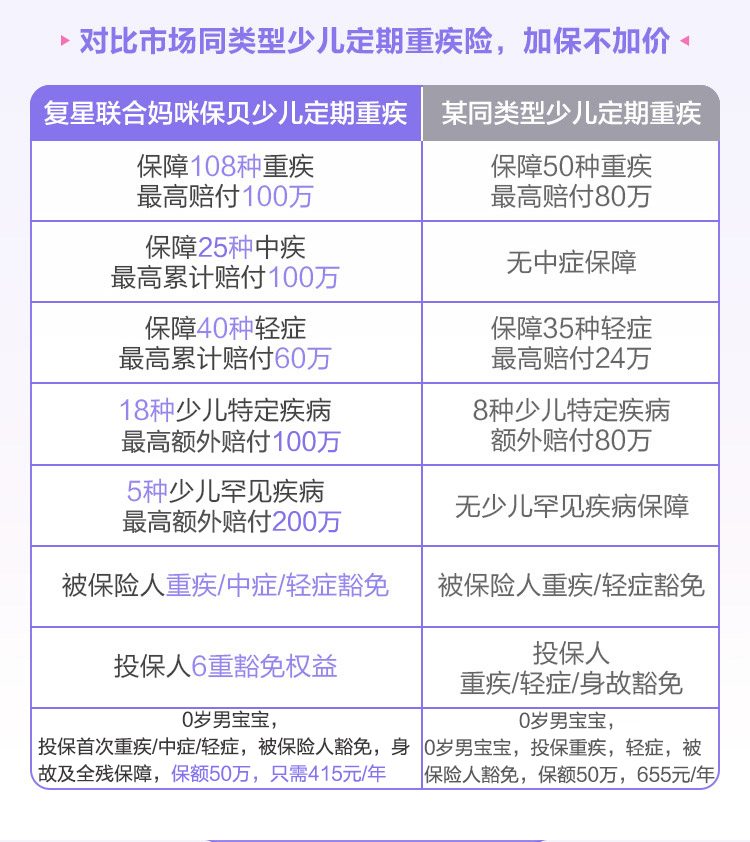 对比市场同类型少儿定期重疾险，加保不加价
复星联合妈咪保贝少儿定期重疾
某同类型少儿定期重疾
保障108种重疾
最高赔付100万
保障50种重疾
最高赔付80万
保障25种中疾
最高累计赔付100万
无中症保障
保障40种轻症
最高累计赔付60万
保障35种轻症
最高赔付24万
18种少儿特定疾病
最高额外赔付100万
8种少儿特定疾病
额外赔付80万
5种少儿罕见疾病
最高额外赔付200万
无少儿罕见疾病保障
被保险人重疾/中症/轻症豁免
被保险人重疾/轻症豁免
投保人6重豁免权益
投保人
重疾/轻症/身故豁免
0岁男宝宝，
投保首次重疾/中症/轻症，被保险人豁免，身
故及全残保障，保额50万，只需415元/年
0岁男宝宝，
0岁男宝宝，投保重疾，轻症，被
保险人豁免，保额50万，655元/年